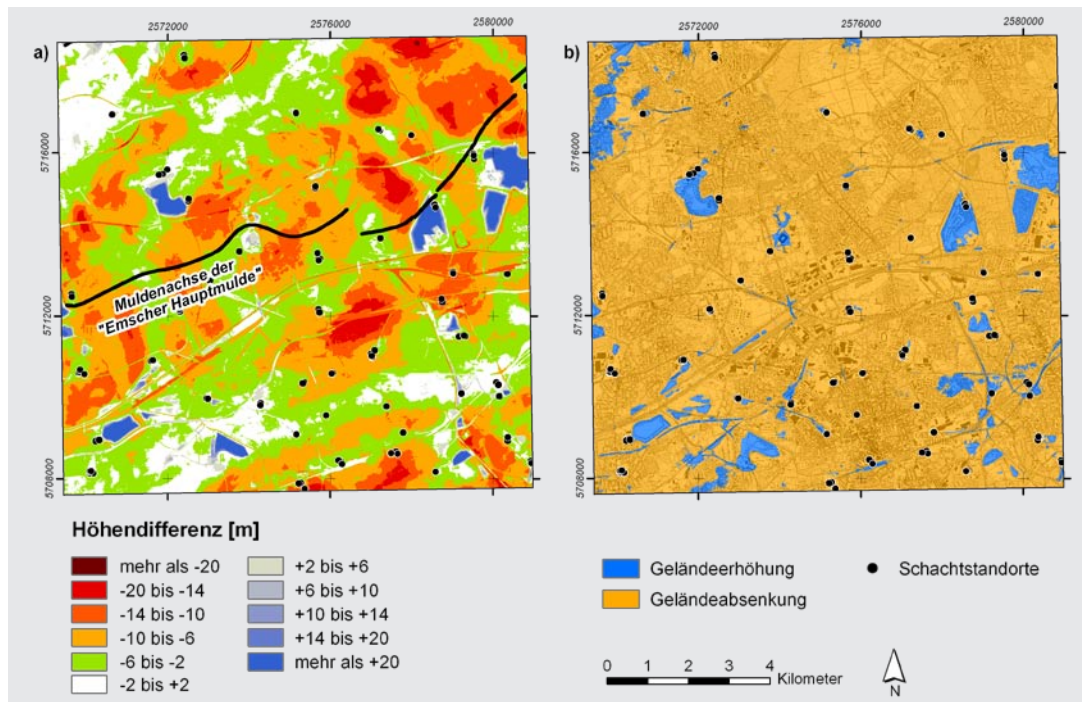 2572000
2576000
2580000
2572000
2576000
2580000
a)
b)
5716000
5716000
Muldenachse der
"Emscher Hauptmulde"
5712000
5712000
5708000
5708000
Höhendifferenz [m]
mehr als -20
-20 bis -14
-14 bis -10
-10 bis -6
-6 bis -2
-2 bis +2
+2 bis +6
+6 bis +10
+10 bis +14
+14 bis +20
mehr als +20
Geländeerhöhung
Geländeabsenkung
Schachtstandorte
0 1 2 3 4
Kilometer
N